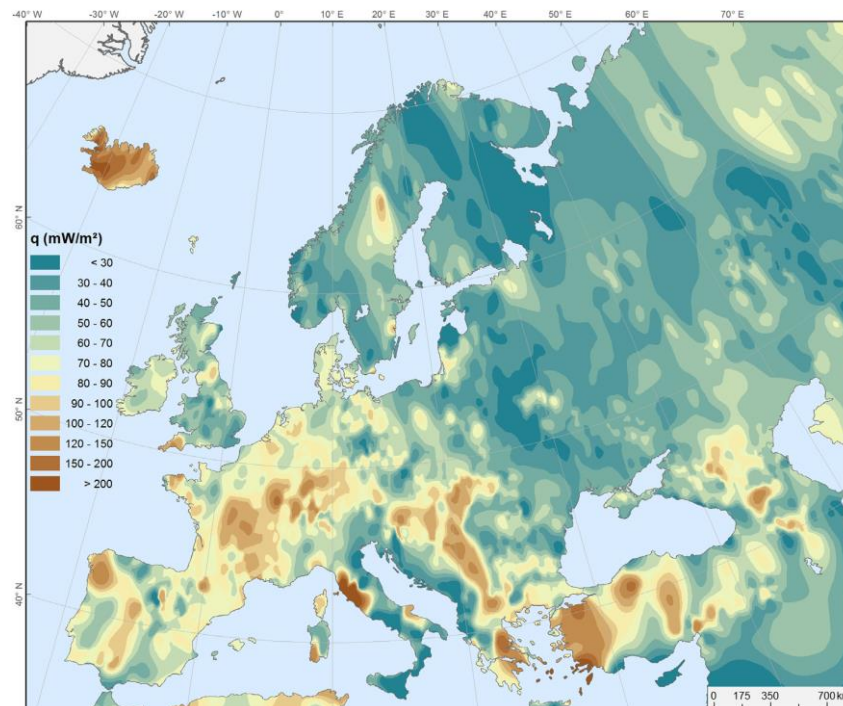 -40° W -30° W -20° W -10° W 0° W 10° E 20° E 30° E 40° E 50° E 60° E 70° E
60° N
q (mW/m²)
< 30
30 - 40
40 - 50
50 - 60
60 - 70
70 - 80
80 - 90
90 - 100
100 - 120
120 - 150
150 - 200
> 200
50° N
40° N
0 175 350 700 km